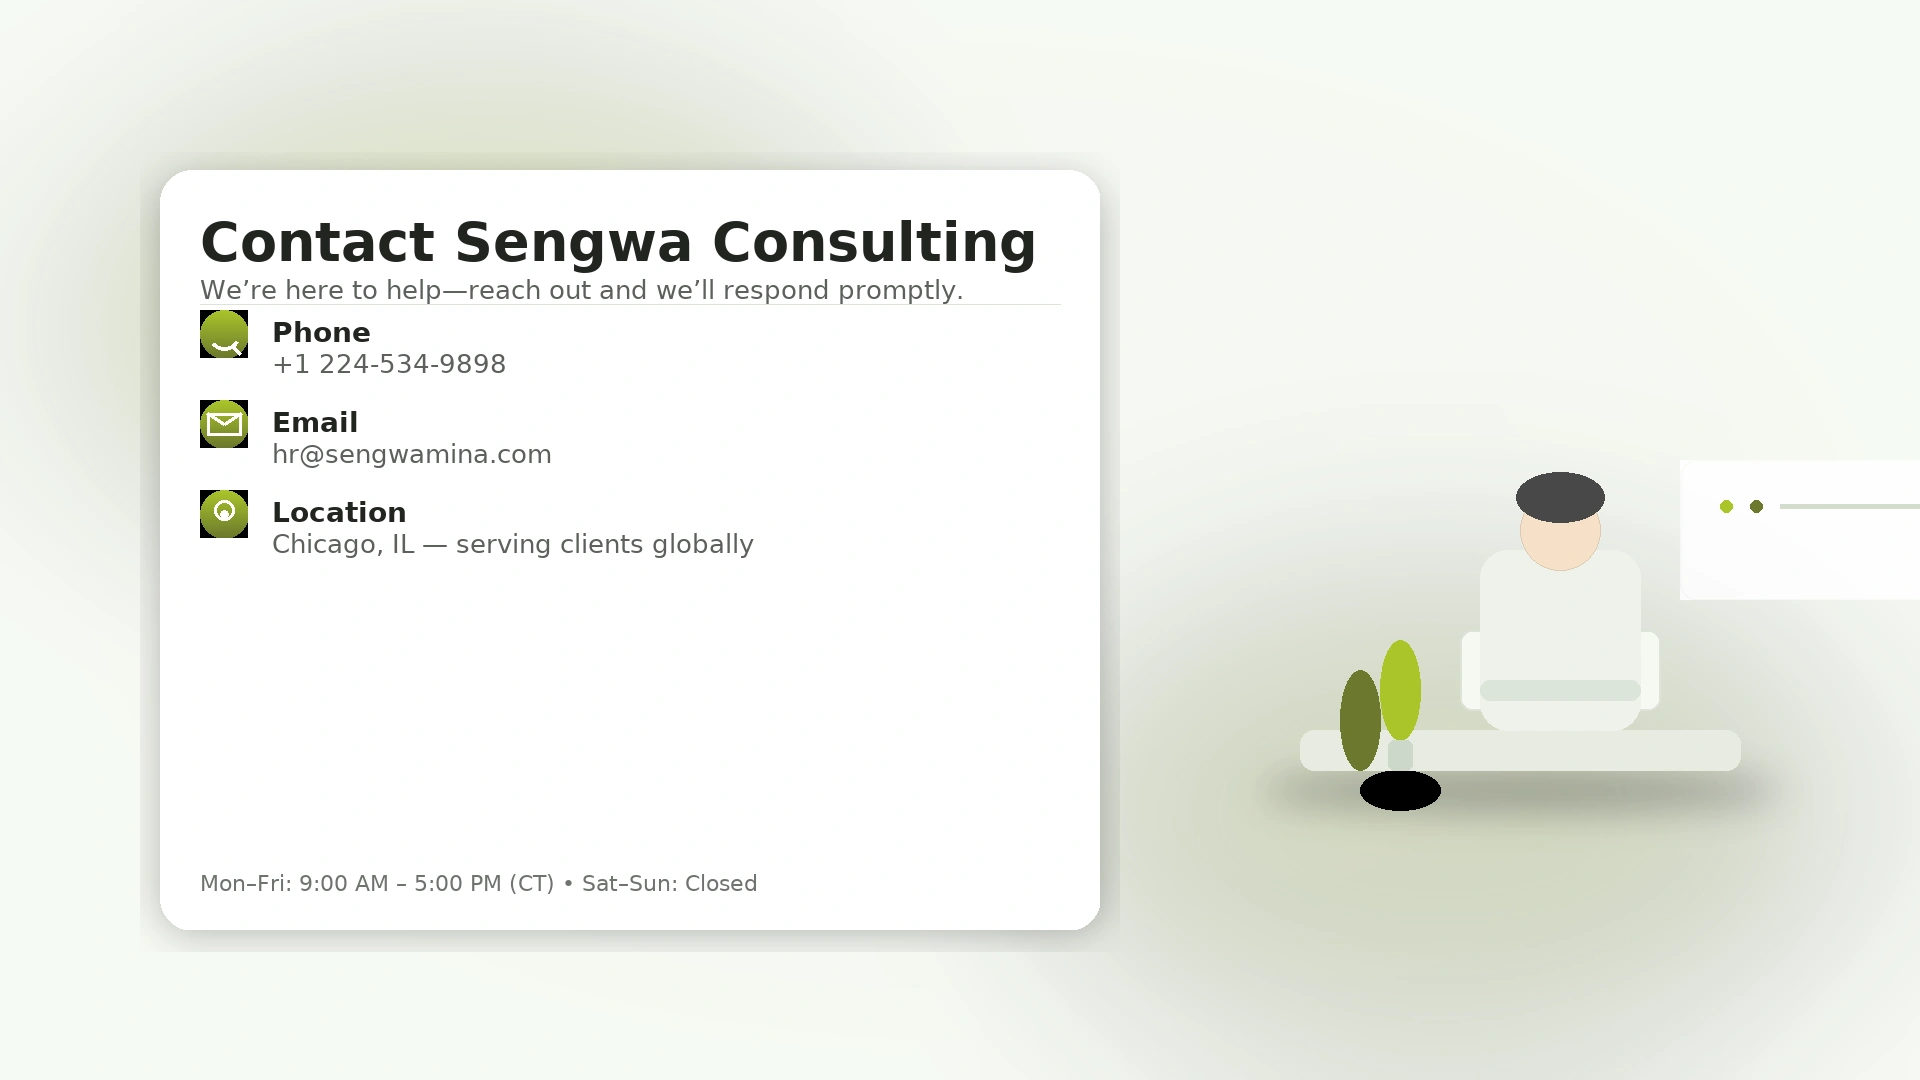 Contact Sengwa Consulting
We’re here to help—reach out and we’ll respond promptly.
Phone
+1 224-534-9898
Email
hr@sengwamina.com
Location
Chicago, IL — serving clients globally
Mon–Fri: 9:00 AM – 5:00 PM (CT) • Sat–Sun: Closed